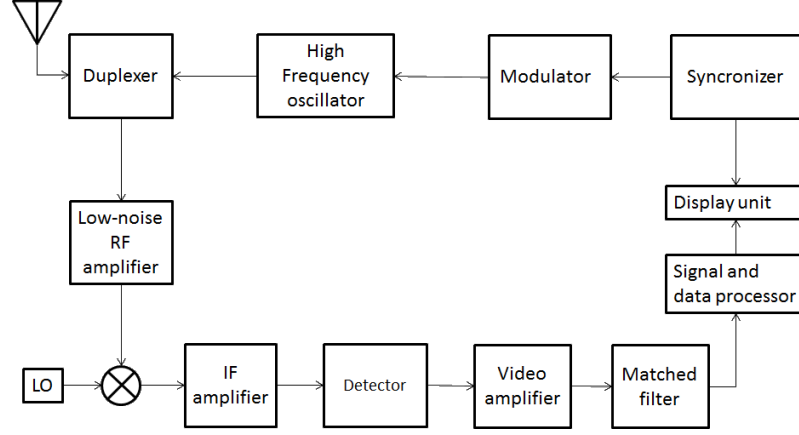 Duplexer
High
Frequency
oscillator
Modulator
Syncronizer
Display unit
Low-noise
RF
amplifier
Signal and
data processor
LO
IF
amplifier
Detector
Video
amplifier
Matched
filter